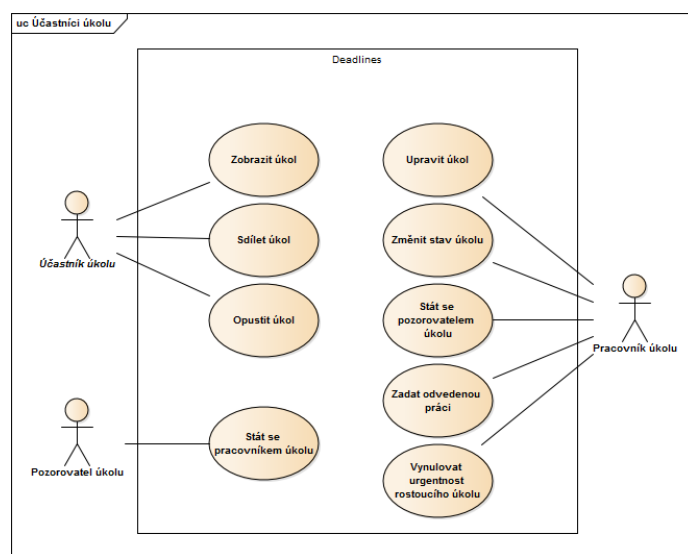 uc Účastníci úkolu
Deadlines
Zobrazit úkol
Upravit úkol
Sdílet úkol
Změnit stav úkolu
Účastník úkolu
Opustit úkol
Stát se
pozorovatelem
úkolu
Pracovník úkolu
Zadat odvedenou
práci
Stát se
pracovníkem úkolu
Pozorovatel úkolu
Vynulovat
urgentnost
rostoucího úkolu